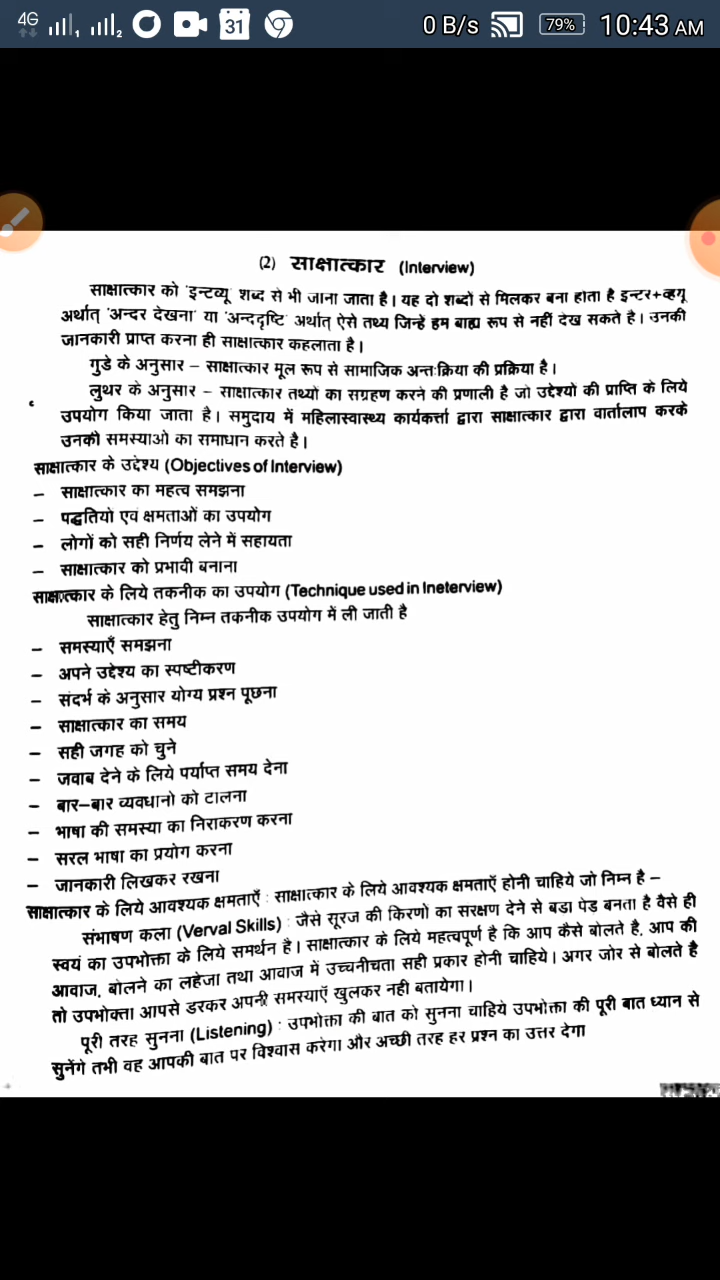 4G 1 2 31 0 B/s 79% 10:43 AM
(2) साक्षात्कार (Interview)
साक्षात्कार को 'इन्टव्यू' शब्द से भी जाना जाता है। यह दो शब्दों से मिलकर बना होता है इन्टर+व्हयू
अर्थात् 'अन्दर देखना' या 'अन्ददृष्टि' अर्थात् ऐसे तथ्य जिन्हें हम बाह्य रूप से नहीं देख सकते है। उनकी
जानकारी प्राप्त करना ही साक्षात्कार कहलाता है।
गुडे के अनुसार – साक्षात्कार मूल रूप से सामाजिक अन्तःक्रिया की प्रक्रिया है।
लुथर के अनुसार – साक्षात्कार तथ्यों का सग्रहण करने की प्रणाली है जो उद्देश्यों की प्राप्ति के लिये
उपयोग किया जाता है। समुदाय में महिलास्वास्थ्य कार्यकर्त्ता द्वारा साक्षात्कार द्वारा वार्तालाप करके
उनकी समस्याओ का समाधान करते है।
साक्षात्कार के उद्देश्य (Objectives of Interview)
– साक्षात्कार का महत्व समझना
– पद्धतियो एवं क्षमताओं का उपयोग
– लोगों को सही निर्णय लेने में सहायता
– साक्षात्कार को प्रभावी बनाना
साक्षात्कार के लिये तकनीक का उपयोग (Technique used in Ineterview)
साक्षात्कार हेतु निम्न तकनीक उपयोग में ली जाती है
– समस्याएँ समझना
– अपने उद्देश्य का स्पष्टीकरण
– संदर्भ के अनुसार योग्य प्रश्न पूछना
– साक्षात्कार का समय
– सही जगह को चुने
– जवाब देने के लिये पर्याप्त समय देना
– बार–बार व्यवधानो को टालना
– भाषा की समस्या का निराकरण करना
– सरल भाषा का प्रयोग करना
– जानकारी लिखकर रखना
साक्षात्कार के लिये आवश्यक क्षमताएँ : साक्षात्कार के लिये आवश्यक क्षमताएँ होनी चाहिये जो निम्न है –
संभाषण कला (Verval Skills) : जैसे सूरज की किरणों का सरक्षण देने से बडा पेड बनता है वैसे ही
स्वयं का उपभोक्ता के लिये समर्थन है। साक्षात्कार के लिये महत्वपूर्ण है कि आप कैसे बोलते है, आप की
आवाज, बोलने का लहेजा तथा आवाज में उच्चनीचता सही प्रकार होनी चाहिये। अगर जोर से बोलते है
तो उपभोक्ता आपसे डरकर अपनी समस्याएँ खुलकर नही बतायेगा।
पूरी तरह सुनना (Listening) : उपभोक्ता की बात को सुनना चाहिये उपभोक्ता की पूरी बात ध्यान से
सुनेंगे तभी वह आपकी बात पर विश्वास करेगा और अच्छी तरह हर प्रश्न का उत्तर देगा